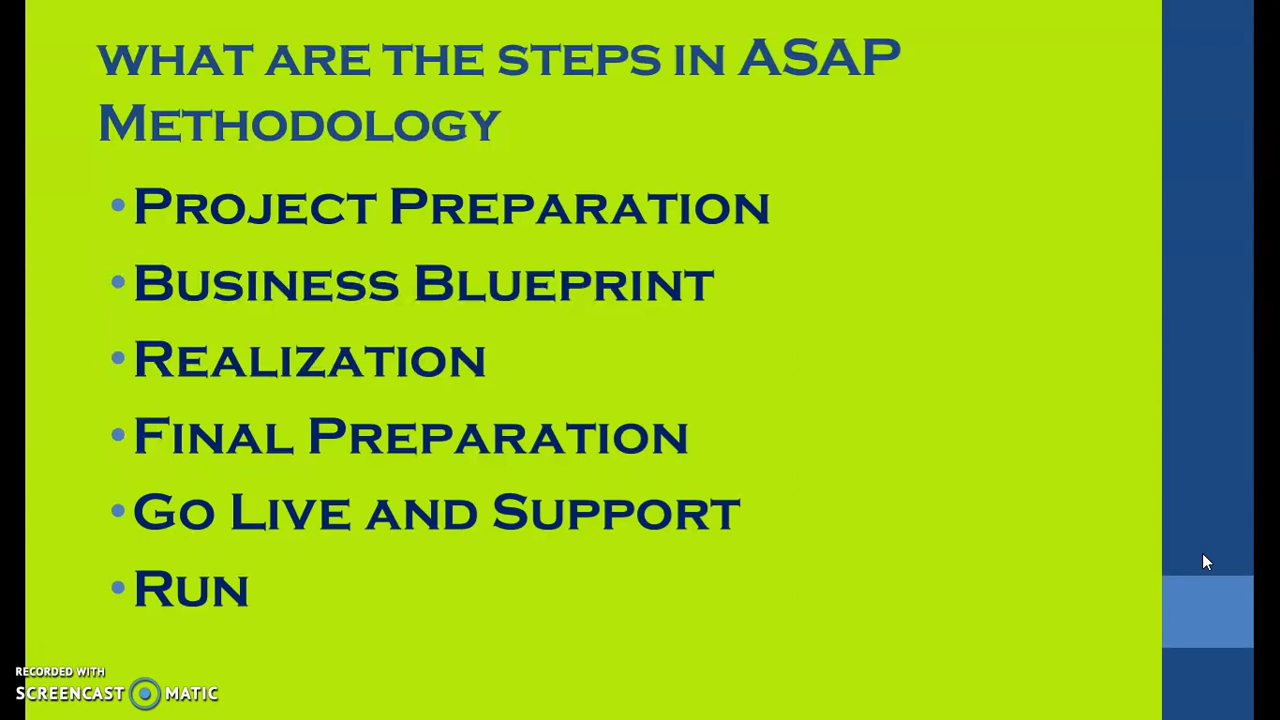 WHAT ARE THE STEPS IN ASAP
METHODOLOGY
• PROJECT PREPARATION
• BUSINESS BLUEPRINT
• REALIZATION
• FINAL PREPARATION
• GO LIVE AND SUPPORT
• RUN
RECORDED WITH
SCREENCAST MATIC